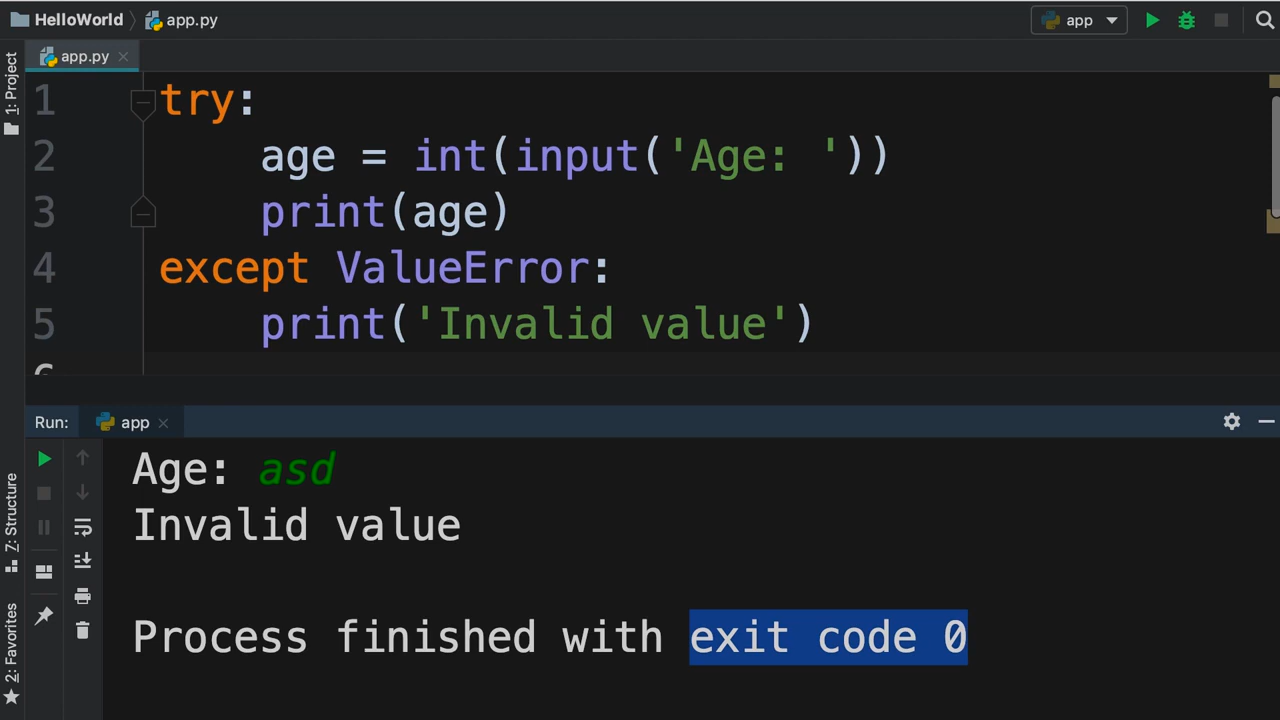 HelloWorld app.py app
app.py
1: Project
1 try:
2 age = int(input('Age: '))
3 print(age)
4 except ValueError:
5 print('Invalid value')
Run: app
Age: asd
Invalid value
Process finished with exit code 0
Z: Structure
2: Favorites